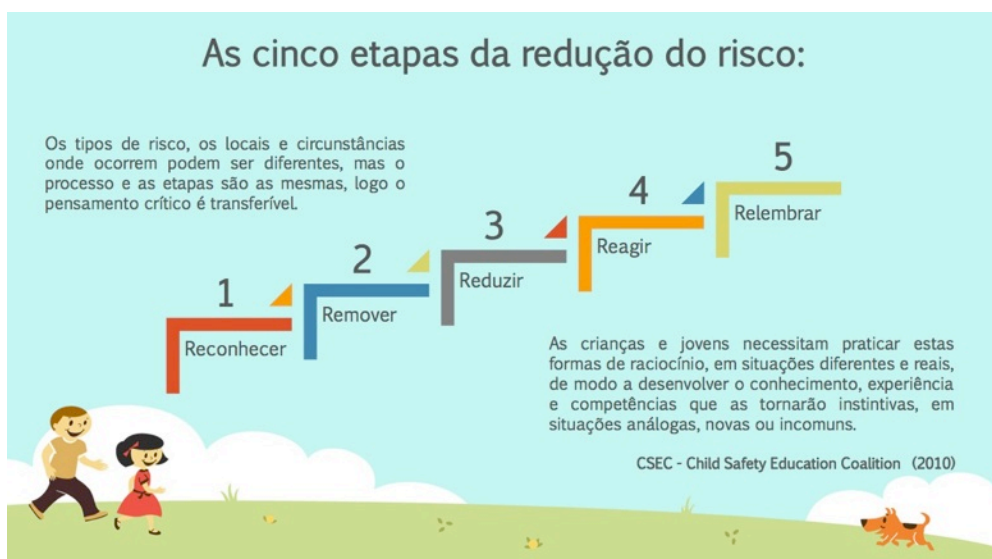 As cinco etapas da redução do risco:
Os tipos de risco, os locais e circunstâncias
onde ocorrem podem ser diferentes, mas o
processo e as etapas são as mesmas, logo o
pensamento crítico é transferível.
1
Reconhecer
2
Remover
3
Reduzir
4
Reagir
5
Relembrar
As crianças e jovens necessitam praticar estas
formas de raciocínio, em situações diferentes e reais,
de modo a desenvolver o conhecimento, experiência
e competências que as tornarão instintivas, em
situações análogas, novas ou incomuns.
CSEC - Child Safety Education Coalition (2010)